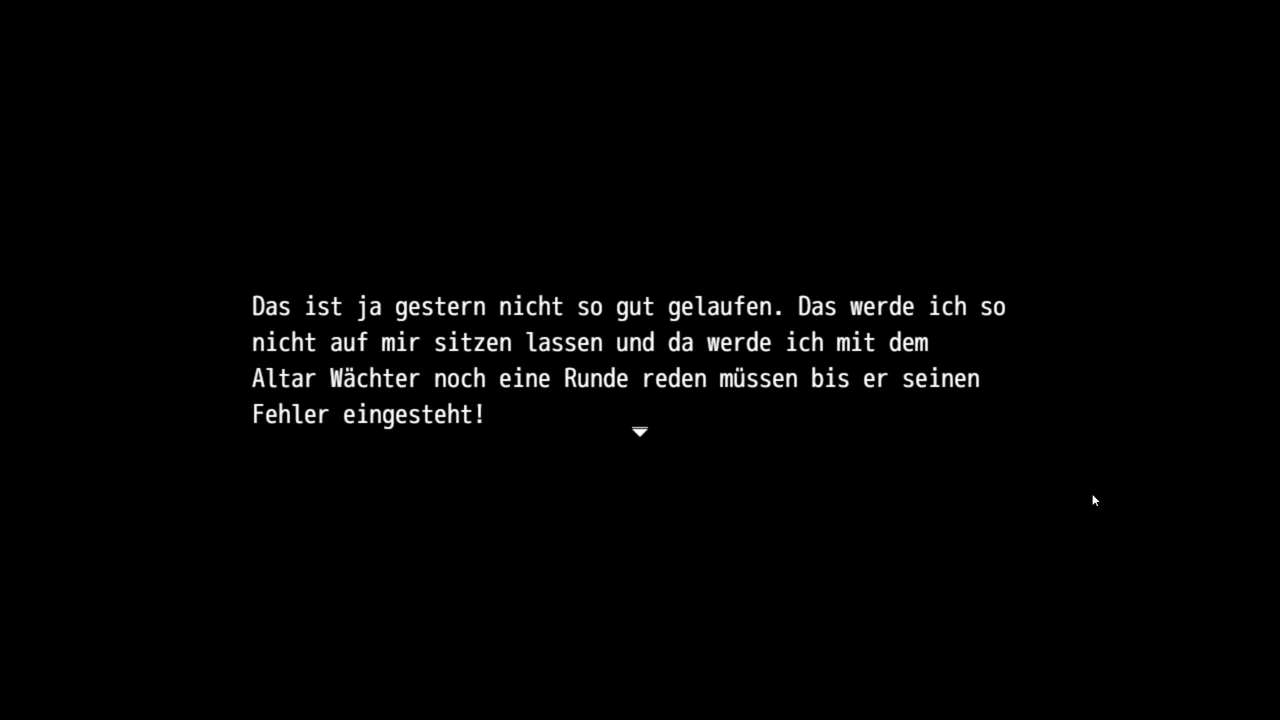 Das ist ja gestern nicht so gut gelaufen. Das werde ich so
nicht auf mir sitzen lassen und da werde ich mit dem
Altar Wächter noch eine Runde reden müssen bis er seinen
Fehler eingesteht!